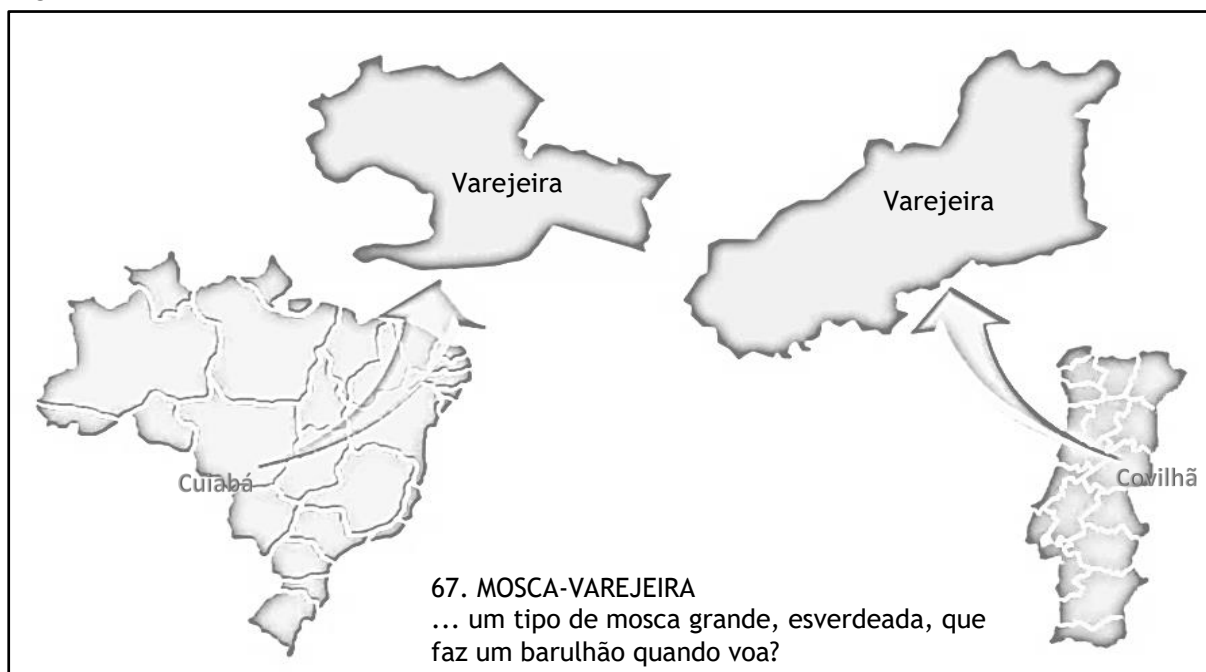 Varejeira
Varejeira
Cuiabá
Covilhã
67. MOSCA-VAREJEIRA
... um tipo de mosca grande, esverdeada, que
faz um barulhão quando voa?